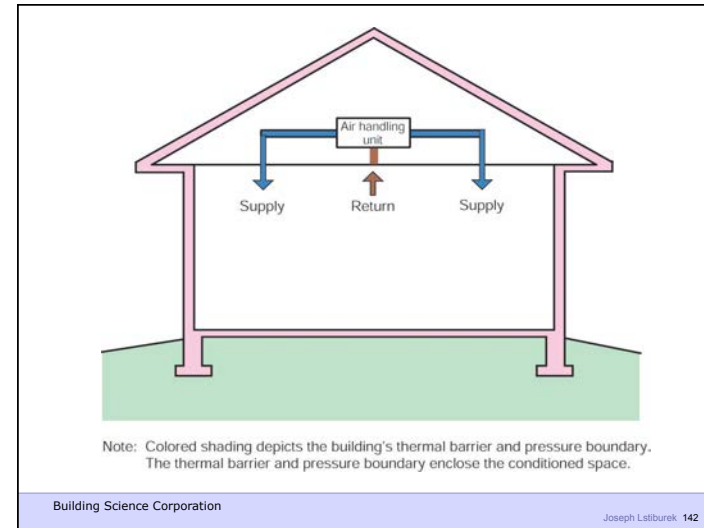 Air handling
unit
Supply
Return
Supply
Note: Colored shading depicts the building's thermal barrier and pressure boundary.
The thermal barrier and pressure boundary enclose the conditioned space.
Building Science Corporation
Joseph Lstiburek 142